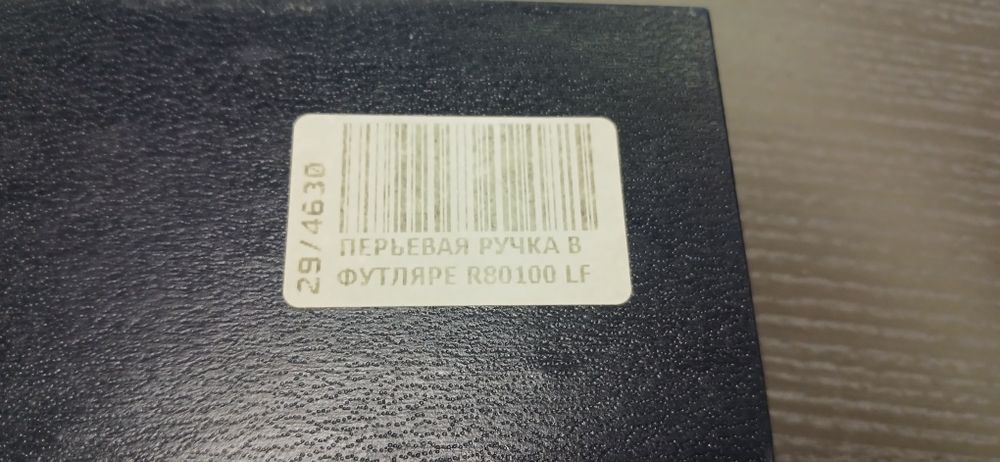 29/4630
ПЕРЬЕВАЯ РУЧКА В
ФУТЛЯРЕ R80100 LF